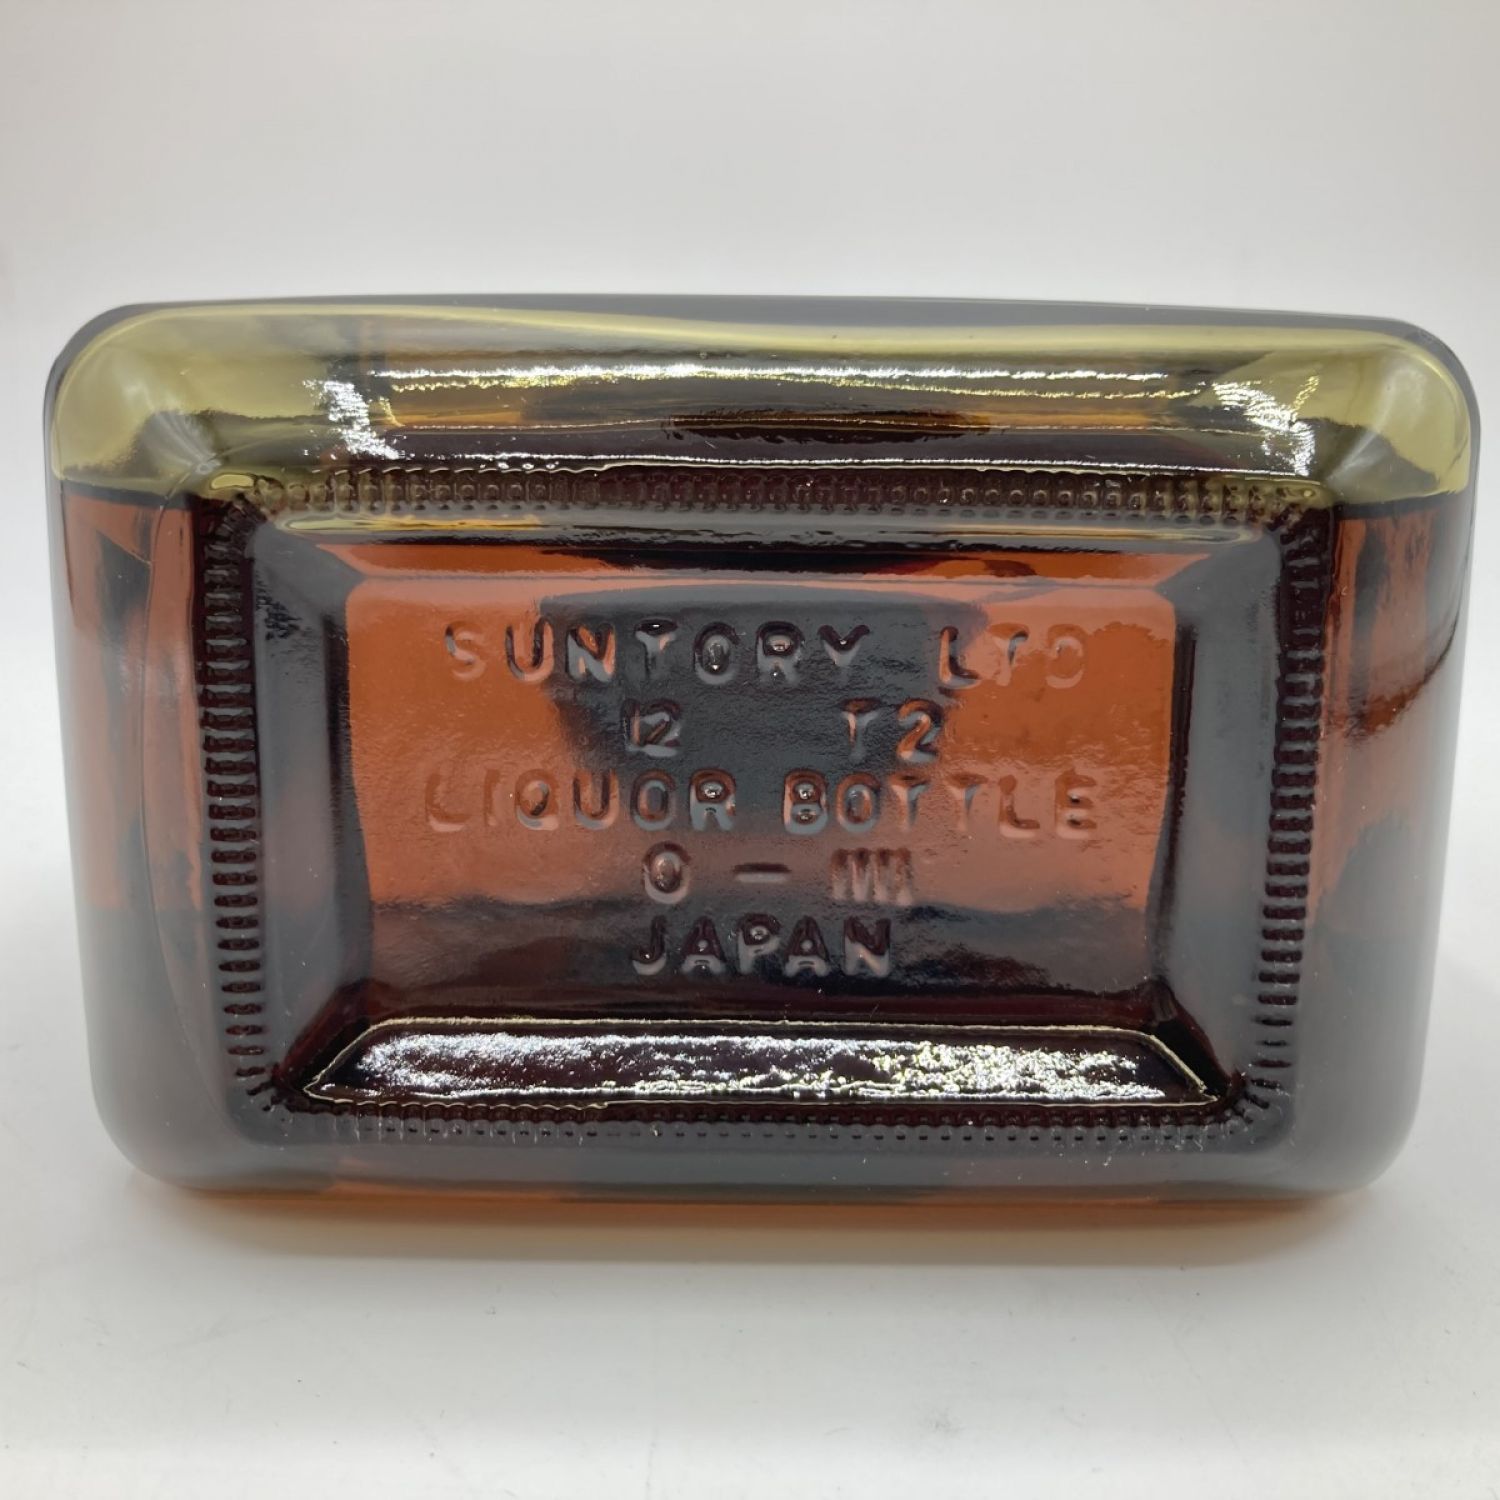 SUNTORY LTD
12 T2
LIQUOR BOTTLE
O –
JAPAN